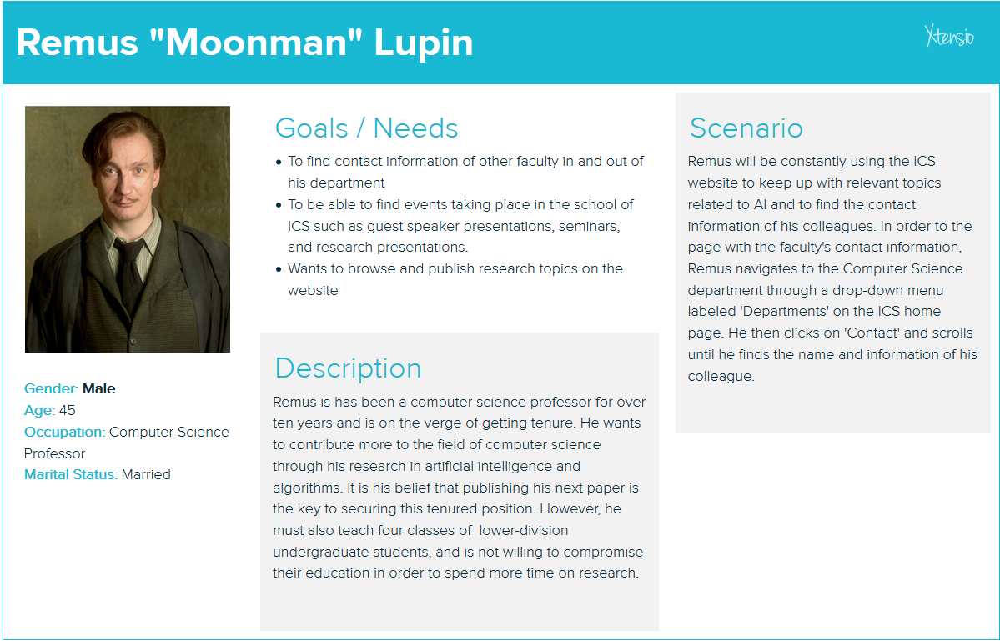 Remus "Moonman" Lupin
Xtensio
Gender: Male
Age: 45
Occupation: Computer Science
Professor
Marital Status: Married
Goals / Needs
• To find contact information of other faculty in and out of
his department
• To be able to find events taking place in the school of
ICS such as guest speaker presentations, seminars,
and research presentations.
• Wants to browse and publish research topics on the
website
Description
Remus is has been a computer science professor for over
ten years and is on the verge of getting tenure. He wants
to contribute more to the field of computer science
through his research in artificial intelligence and
algorithms. It is his belief that publishing his next paper is
the key to securing this tenured position. However, he
must also teach four classes of  lower-division
undergraduate students, and is not willing to compromise
their education in order to spend more time on research.
Scenario
Remus will be constantly using the ICS
website to keep up with relevant topics
related to AI and to find the contact
information of his colleagues. In order to the
page with the faculty's contact information,
Remus navigates to the Computer Science
department through a drop-down menu
labeled 'Departments' on the ICS home
page. He then clicks on 'Contact' and scrolls
until he finds the name and information of his
colleague.